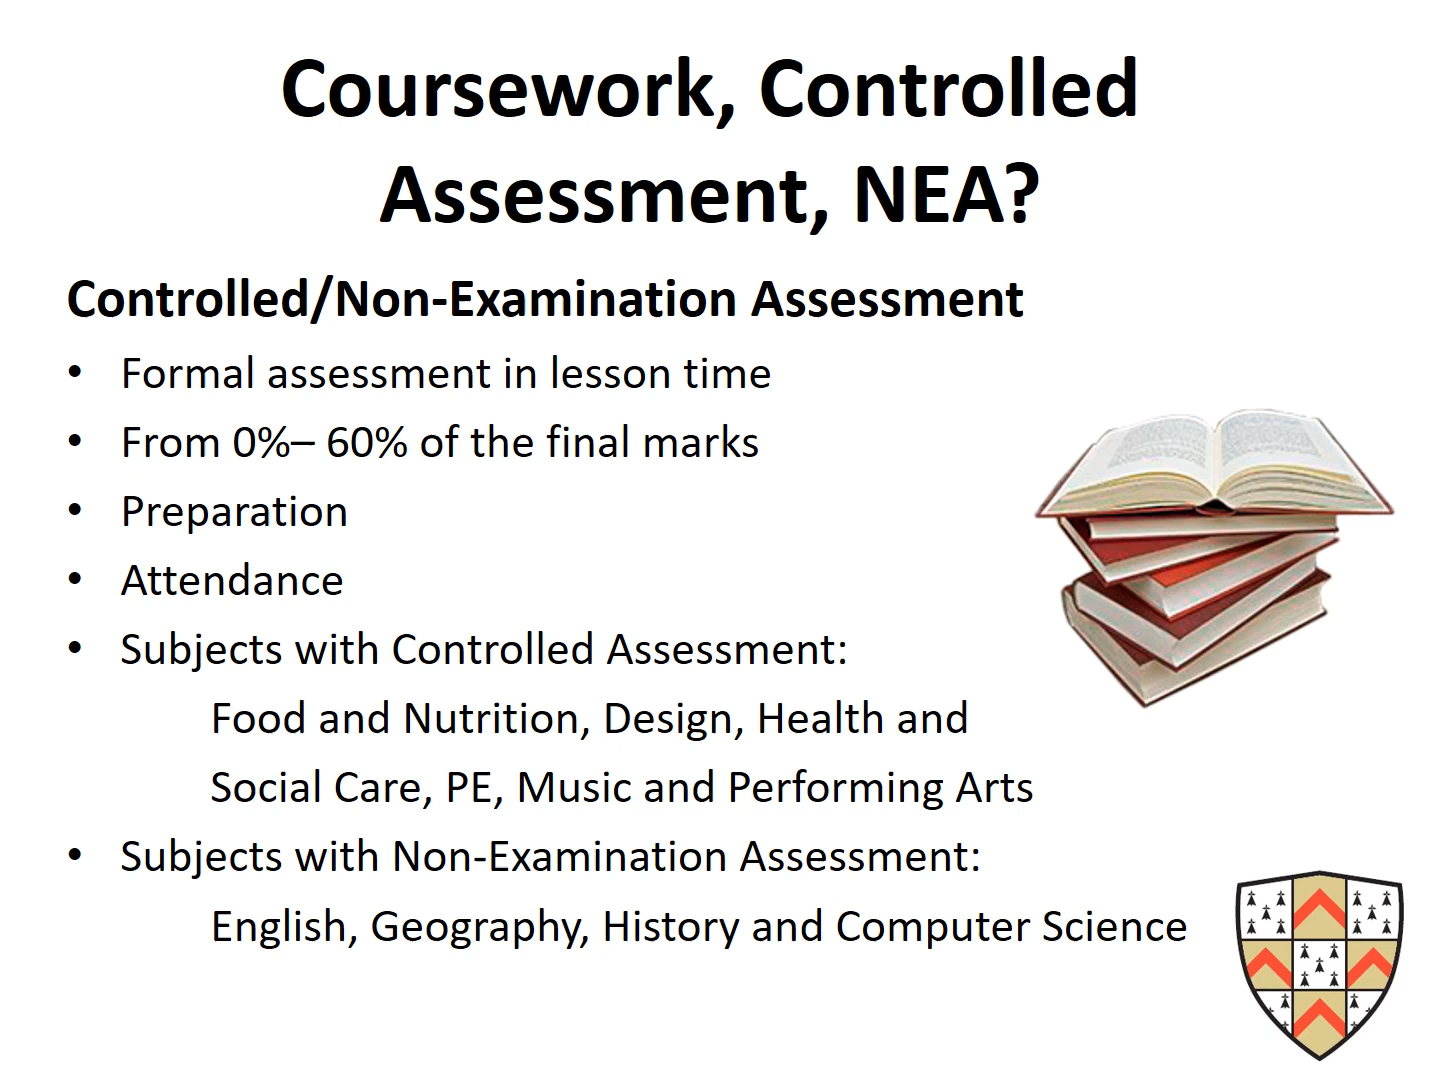 Coursework, Controlled
Assessment, NEA?
Controlled/Non-Examination Assessment
• Formal assessment in lesson time
• From 0%– 60% of the final marks
• Preparation
• Attendance
• Subjects with Controlled Assessment:
Food and Nutrition, Design, Health and
Social Care, PE, Music and Performing Arts
• Subjects with Non-Examination Assessment:
English, Geography, History and Computer Science